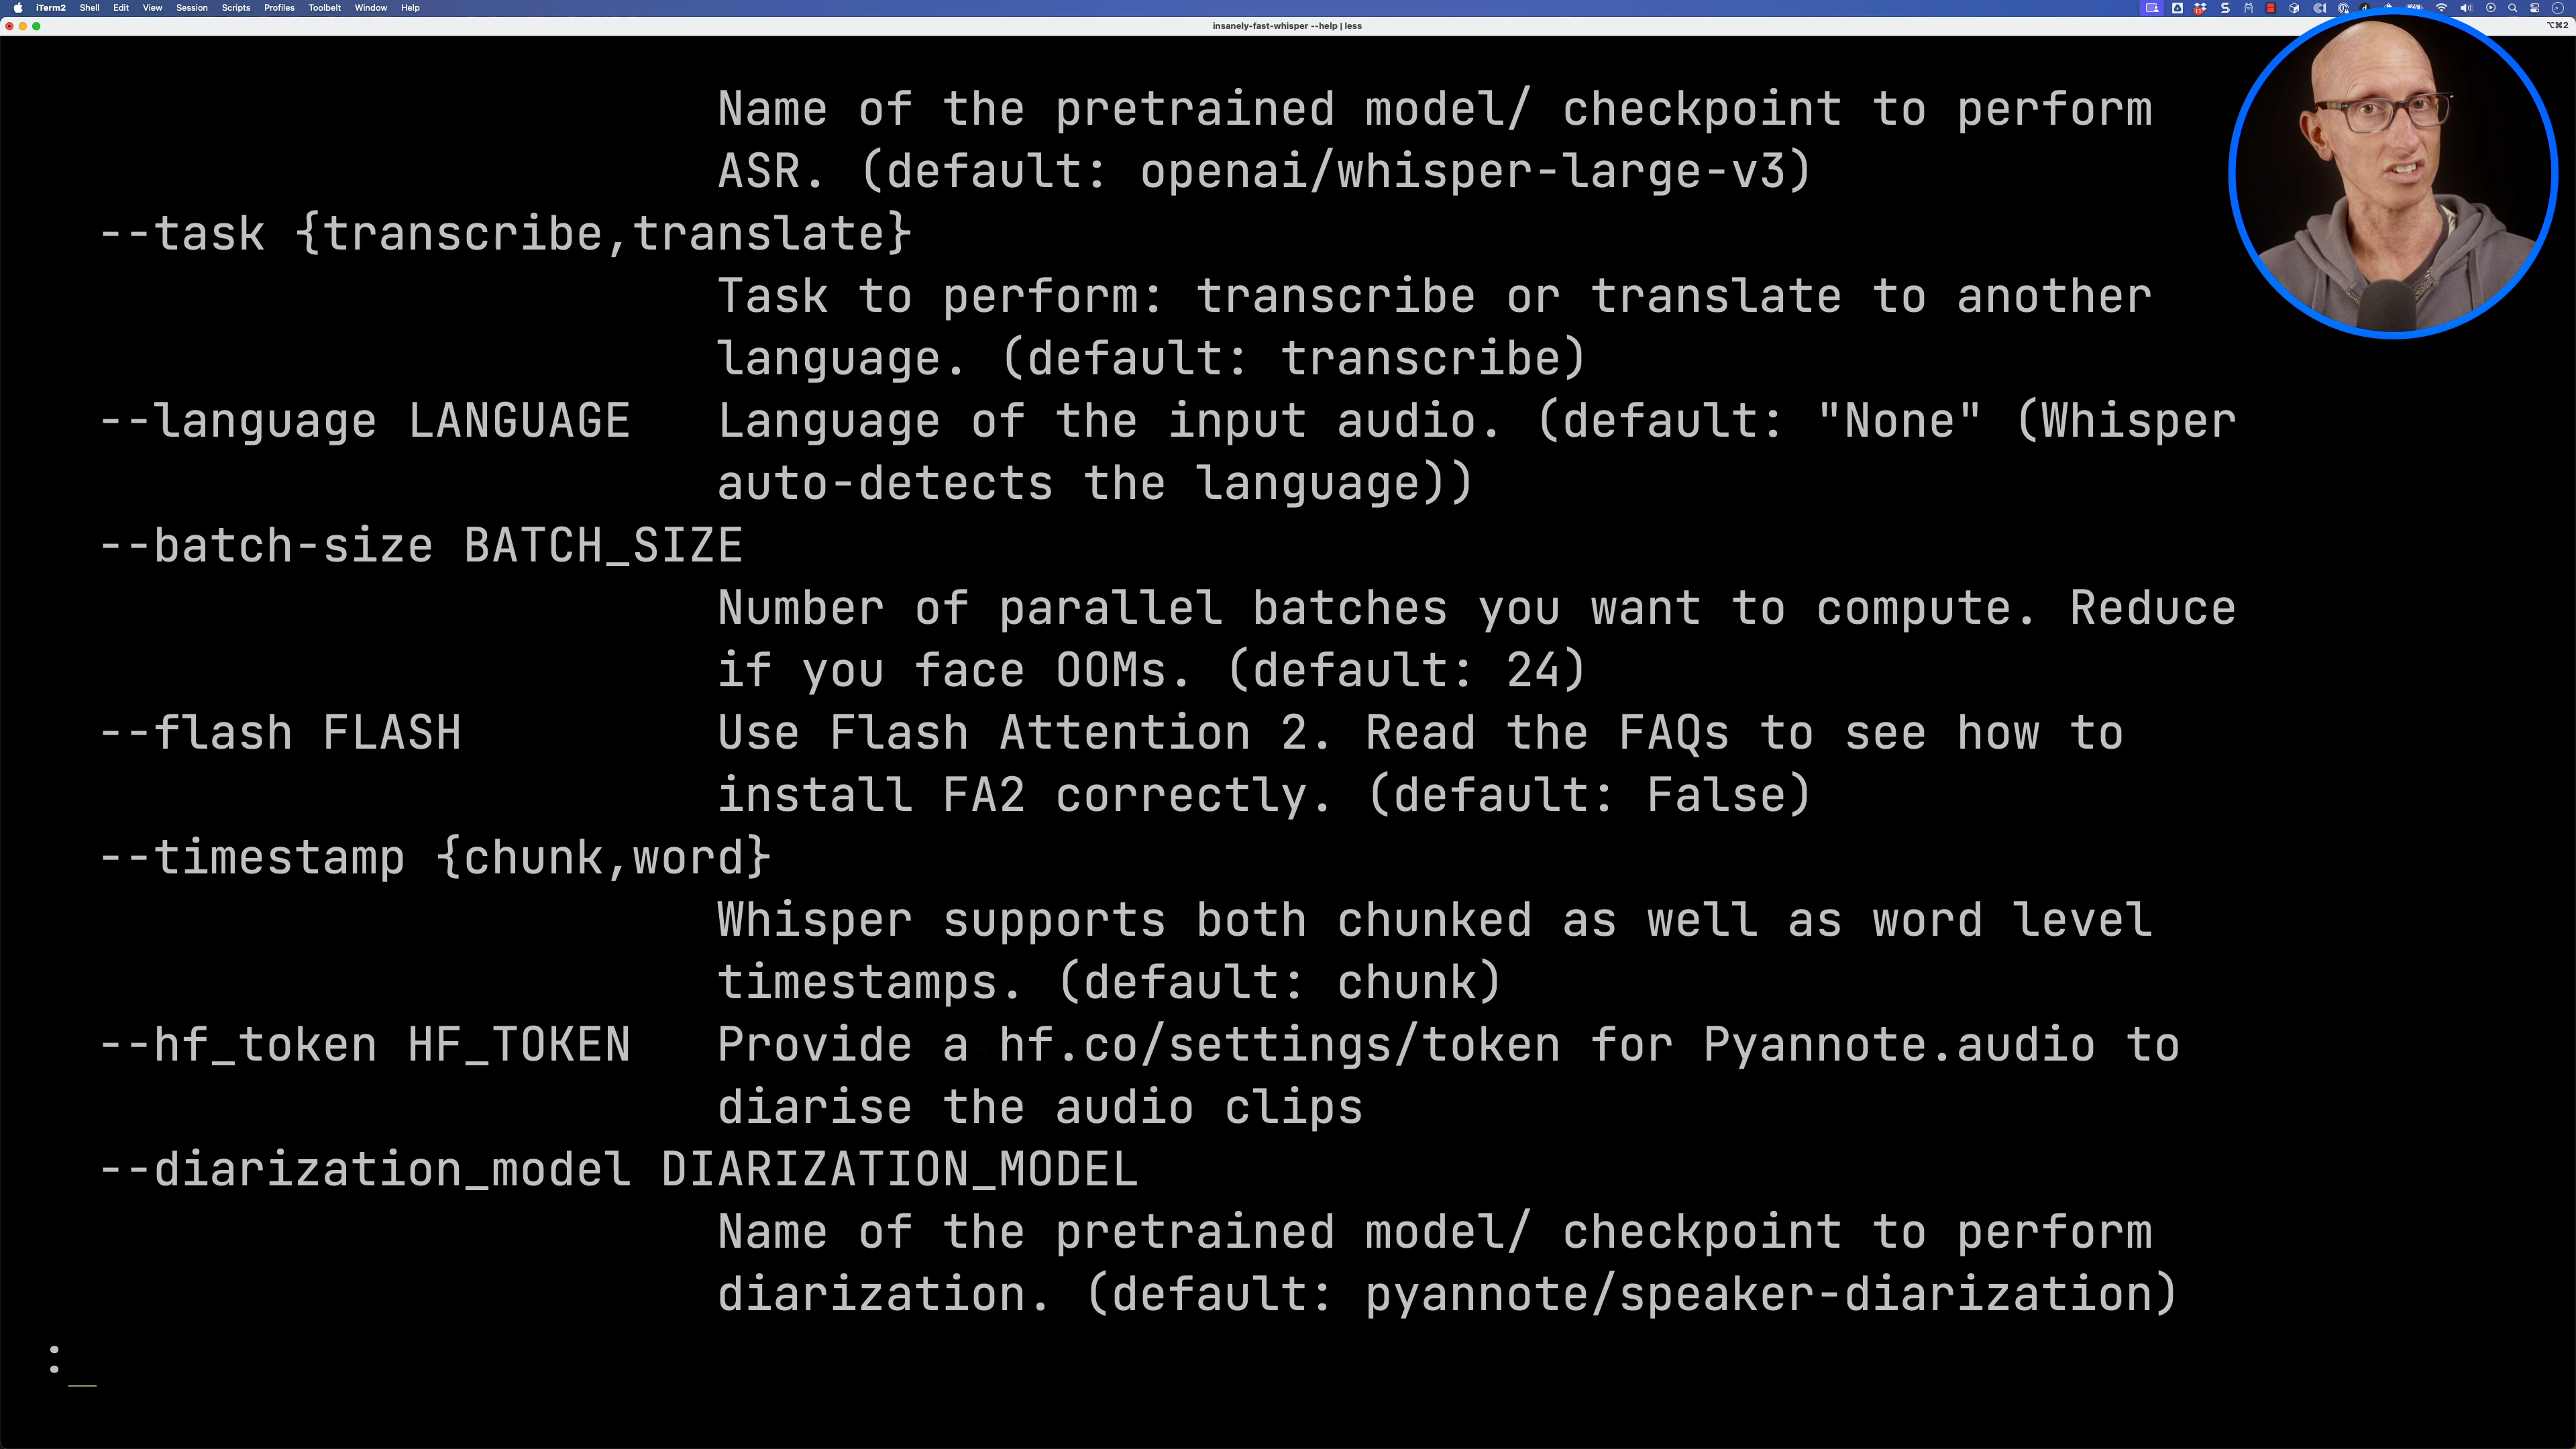 iTerm2 Shell Edit View Session Scripts Profiles Toolbelt Window Help
insanely-fast-whisper --help | less
⌥⌘2
Name of the pretrained model/ checkpoint to perform
ASR. (default: openai/whisper-large-v3)
--task {transcribe,translate}
Task to perform: transcribe or translate to another
language. (default: transcribe)
--language LANGUAGE Language of the input audio. (default: "None" (Whisper
auto-detects the language))
--batch-size BATCH_SIZE
Number of parallel batches you want to compute. Reduce
if you face OOMs. (default: 24)
--flash FLASH Use Flash Attention 2. Read the FAQs to see how to
install FA2 correctly. (default: False)
--timestamp {chunk,word}
Whisper supports both chunked as well as word level
timestamps. (default: chunk)
--hf_token HF_TOKEN Provide a hf.co/settings/token for Pyannote.audio to
diarise the audio clips
--diarization_model DIARIZATION_MODEL
Name of the pretrained model/ checkpoint to perform
diarization. (default: pyannote/speaker-diarization)
: